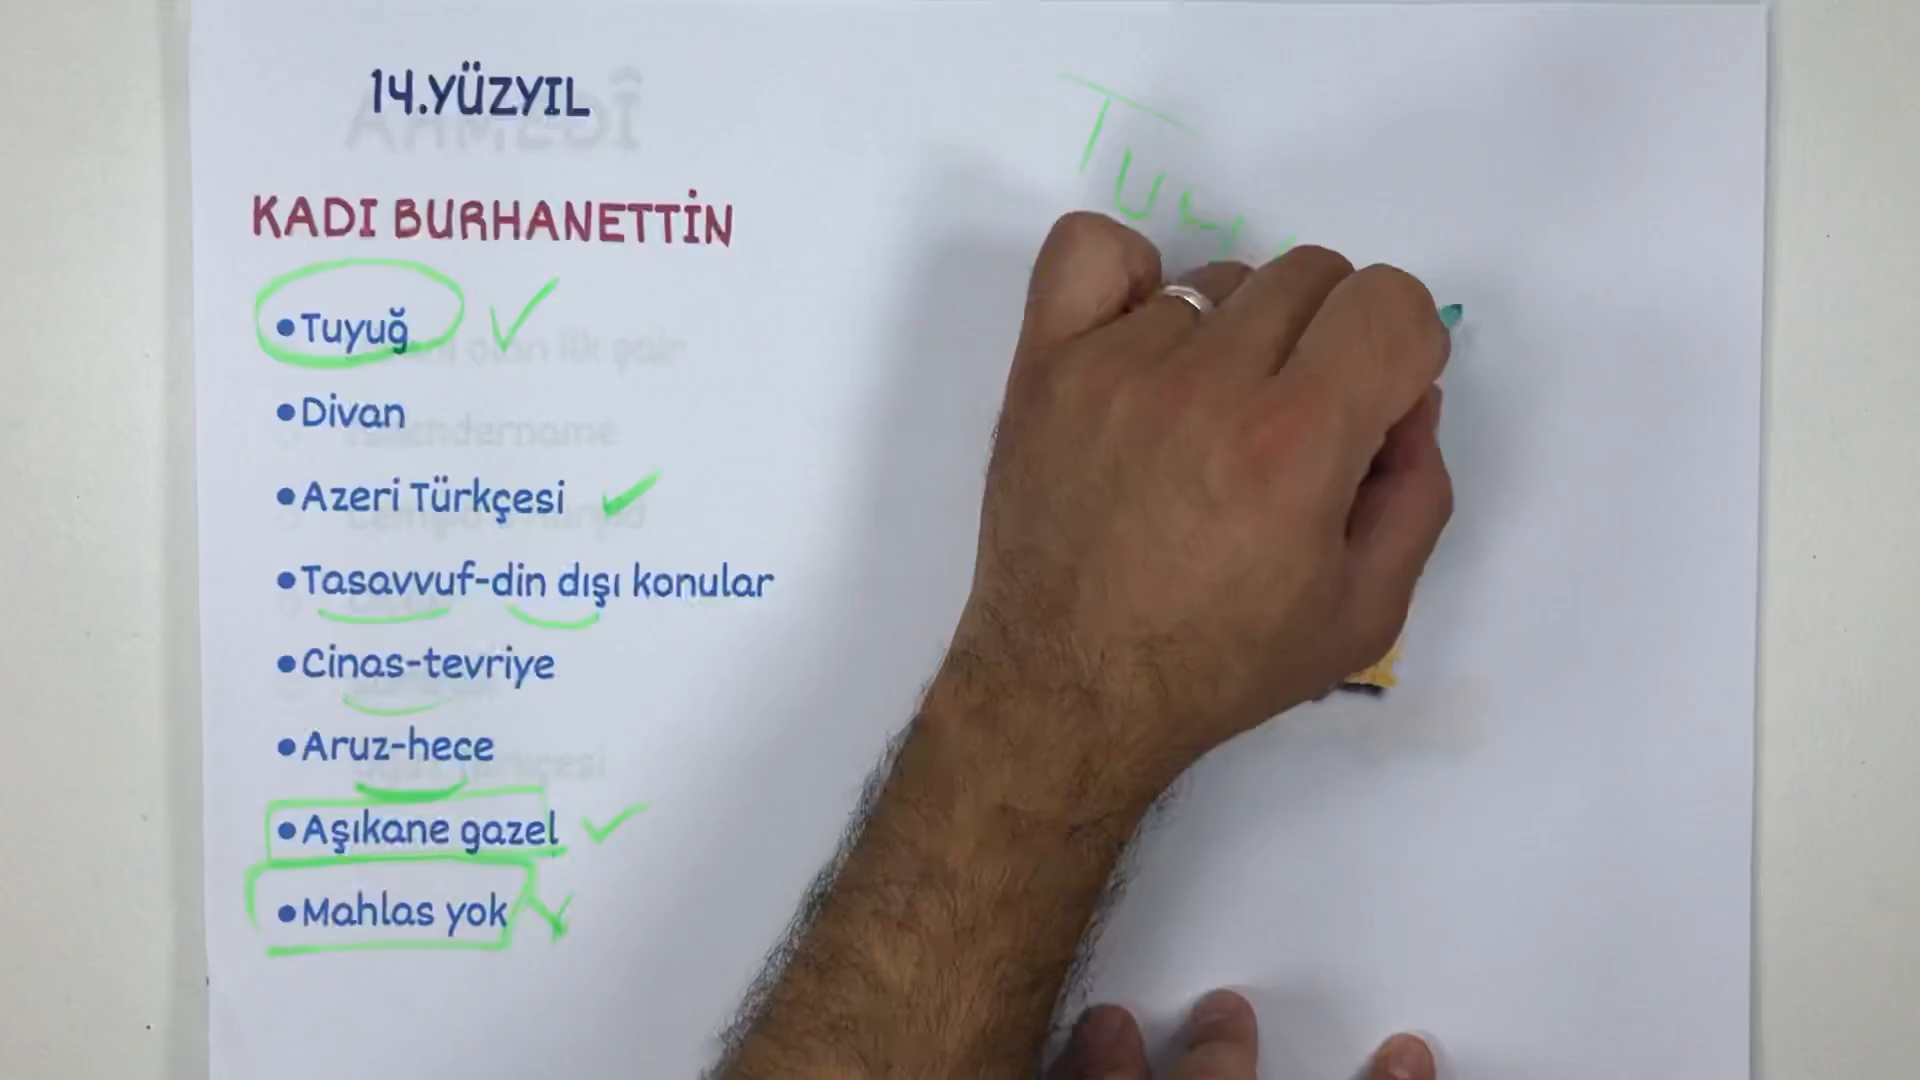 14.YÜZYIL
KADI BURHANETTİN
•Tuyuğ
•Divan
•Azeri Türkçesi
•Tasavvuf-din dışı konular
•Cinas-tevriye
•Aruz-hece
•Aşıkane gazel
•Mahlas yok
Tuy